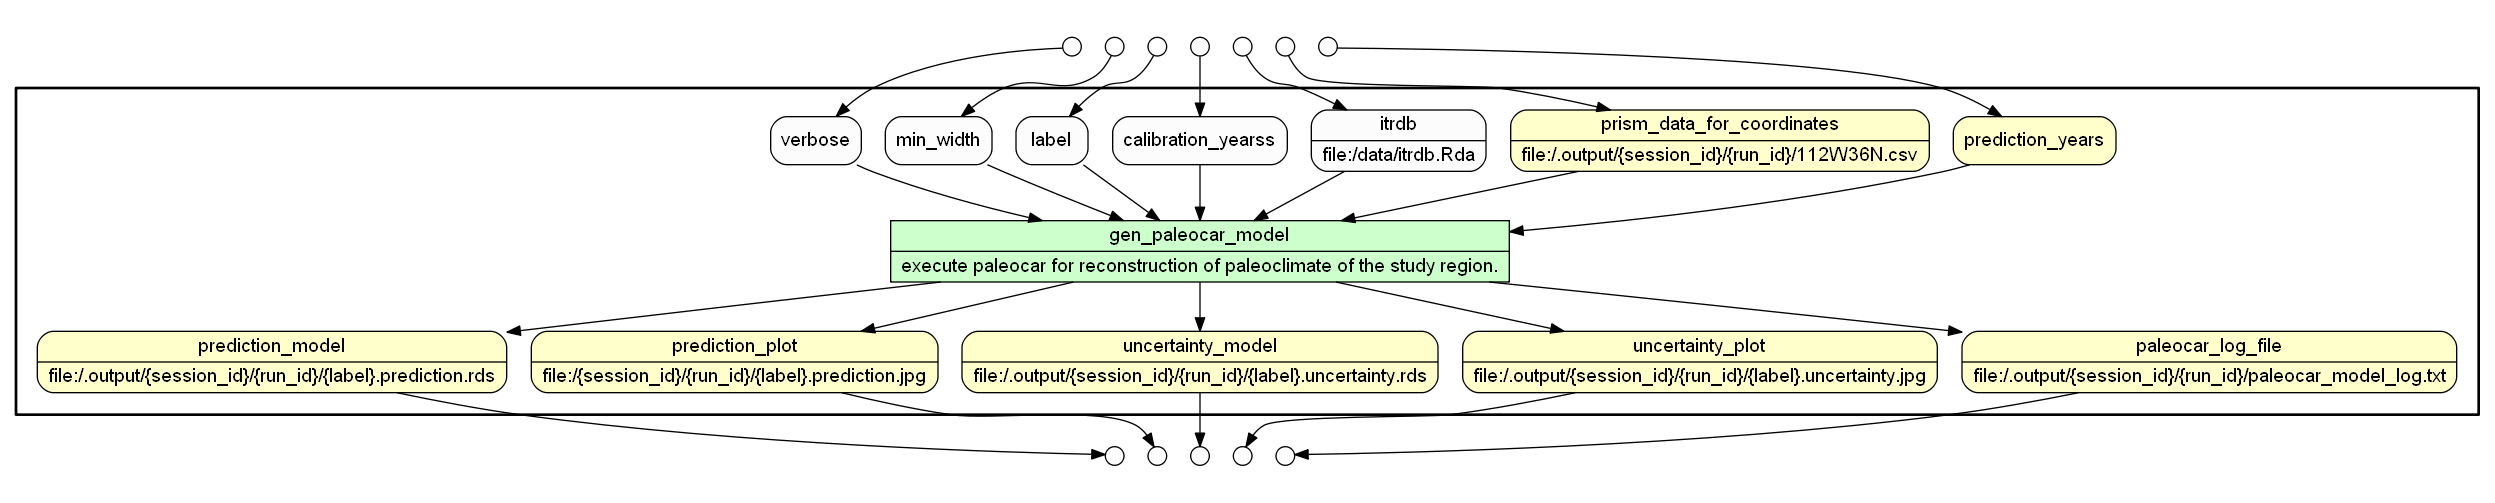 verbose
min_width
label
calibration_yearss
itrdb
file:/data/itrdb.Rda
prism_data_for_coordinates
file:/.output/{session_id}/{run_id}/112W36N.csv
prediction_years
gen_paleocar_model
execute paleocar for reconstruction of paleoclimate of the study region.
prediction_model
file:/.output/{session_id}/{run_id}/{label}.prediction.rds
prediction_plot
file:/{session_id}/{run_id}/{label}.prediction.jpg
uncertainty_model
file:/.output/{session_id}/{run_id}/{label}.uncertainty.rds
uncertainty_plot
file:/.output/{session_id}/{run_id}/{label}.uncertainty.jpg
paleocar_log_file
file:/.output/{session_id}/{run_id}/paleocar_model_log.txt